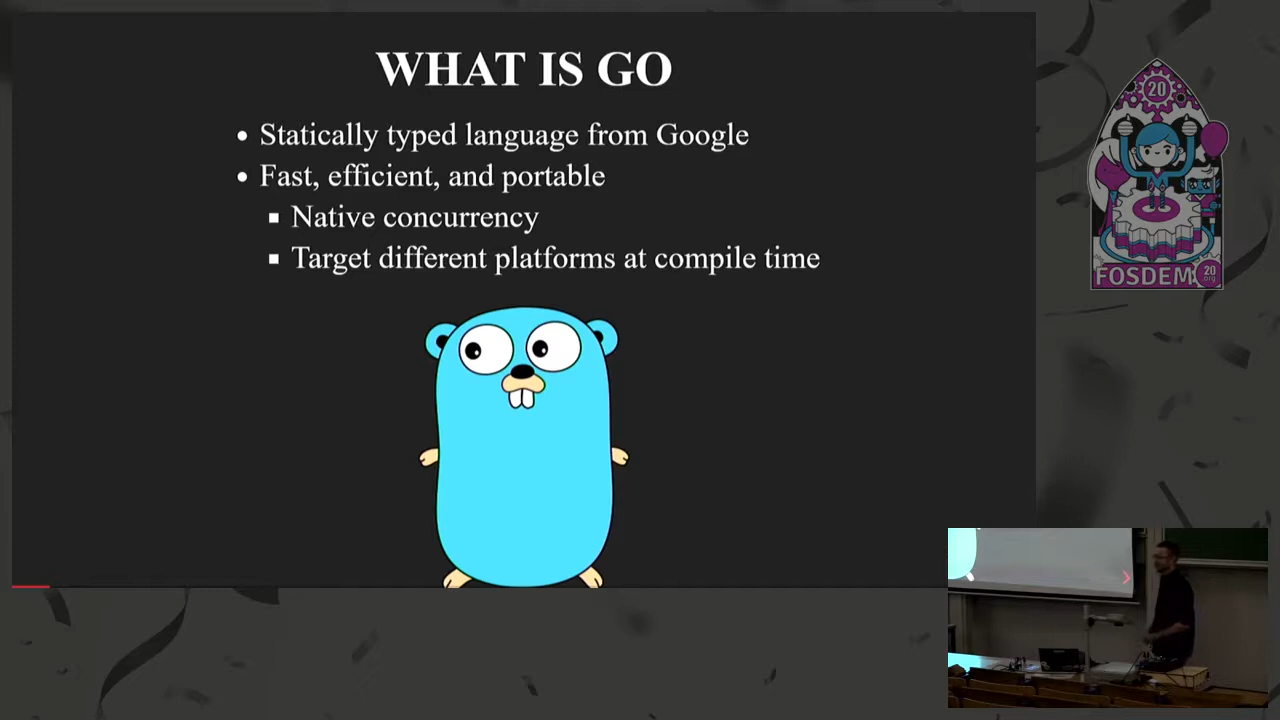 WHAT IS GO
Statically typed language from Google
Fast, efficient, and portable
Native concurrency
Target different platforms at compile time
20
FOSDEM
20
.org